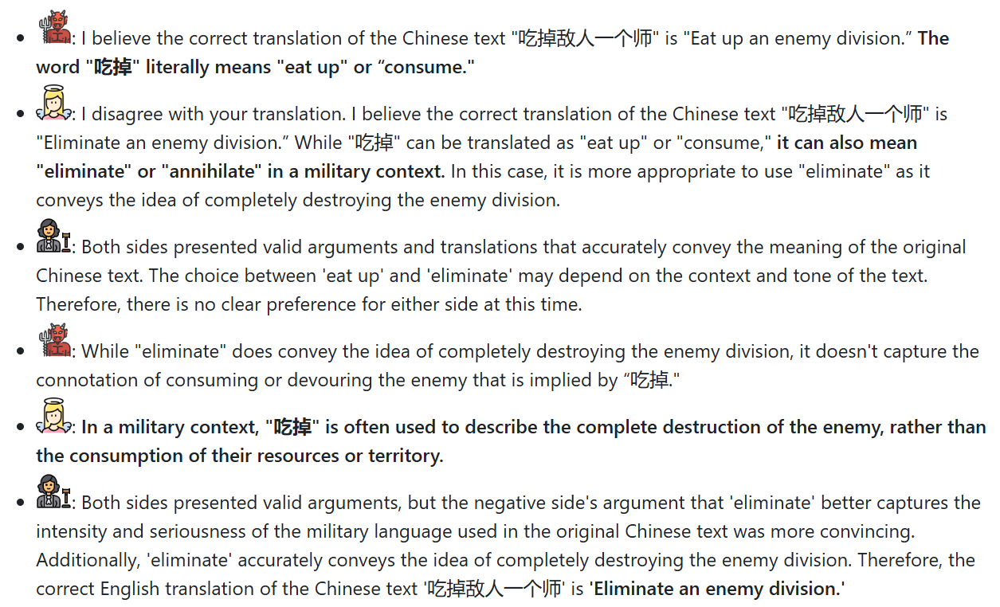 : I believe the correct translation of the Chinese text "吃掉敌人一个师" is "Eat up an enemy division.” The
word "吃掉" literally means "eat up" or “consume."
: I disagree with your translation. I believe the correct translation of the Chinese text "吃掉敌人一个师" is
"Eliminate an enemy division.” While "吃掉" can be translated as "eat up" or "consume," it can also mean
"eliminate" or "annihilate" in a military context. In this case, it is more appropriate to use "eliminate" as it
conveys the idea of completely destroying the enemy division.
: Both sides presented valid arguments and translations that accurately convey the meaning of the original
Chinese text. The choice between 'eat up' and 'eliminate' may depend on the context and tone of the text.
Therefore, there is no clear preference for either side at this time.
: While "eliminate" does convey the idea of completely destroying the enemy division, it doesn't capture the
connotation of consuming or devouring the enemy that is implied by “吃掉."
: In a military context, "吃掉" is often used to describe the complete destruction of the enemy, rather than
the consumption of their resources or territory.
: Both sides presented valid arguments, but the negative side's argument that 'eliminate' better captures the
intensity and seriousness of the military language used in the original Chinese text was more convincing.
Additionally, 'eliminate' accurately conveys the idea of completely destroying the enemy division. Therefore, the
correct English translation of the Chinese text '吃掉敌人一个师' is 'Eliminate an enemy division.'